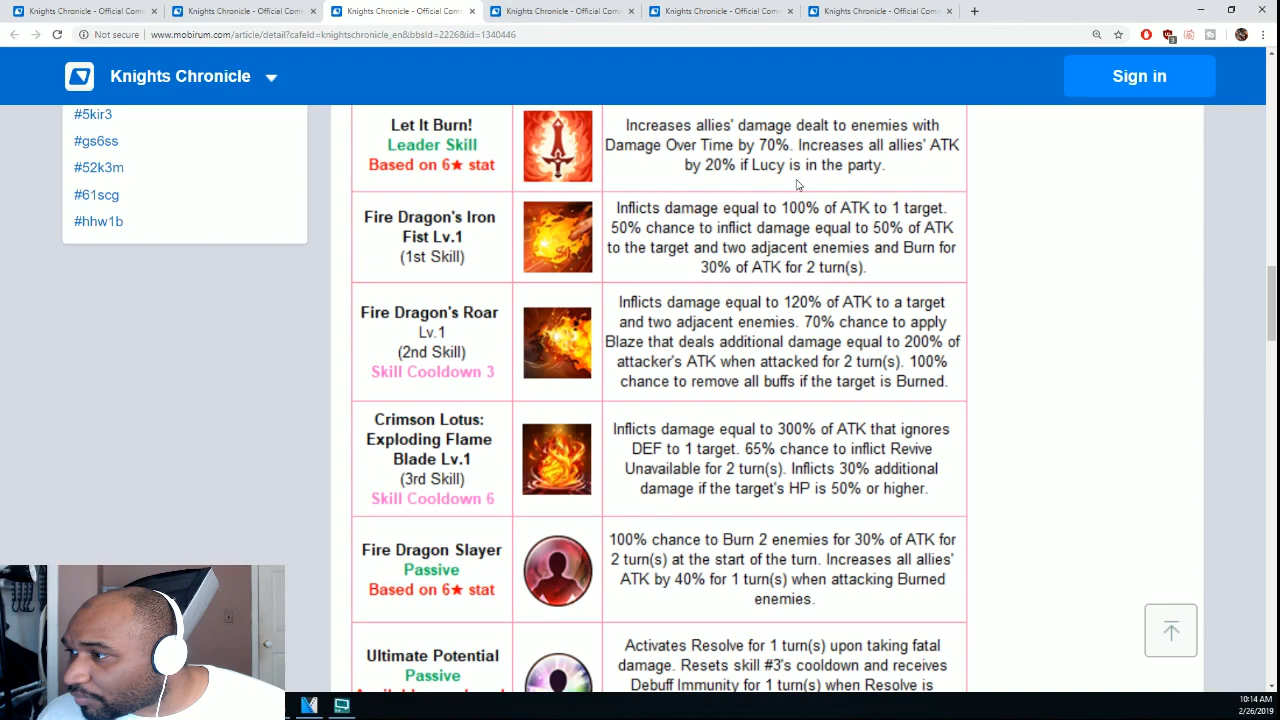 Knights Chronicle - Official Com
Knights Chronicle - Official Com
Knights Chronicle - Official Com
Knights Chronicle - Official Com
Knights Chronicle - Official Com
Knights Chronicle - Official Com
Not secure | www.mobirum.com/article/detail?cafeId=knightschronicle_en&bbsId=2226&id=1340446
Knights Chronicle
Sign in
#5kir3
#gs6ss
#52k3m
#61scg
#hhw1b
Let It Burn!
Leader Skill
Based on 6★ stat
Increases allies' damage dealt to enemies with
Damage Over Time by 70%. Increases all allies' ATK
by 20% if Lucy is in the party.
Fire Dragon's Iron
Fist Lv.1
(1st Skill)
Inflicts damage equal to 100% of ATK to 1 target.
50% chance to inflict damage equal to 50% of ATK
to the target and two adjacent enemies and Burn for
30% of ATK for 2 turn(s).
Fire Dragon's Roar
Lv.1
(2nd Skill)
Skill Cooldown 3
Inflicts damage equal to 120% of ATK to a target
and two adjacent enemies. 70% chance to apply
Blaze that deals additional damage equal to 200% of
attacker's ATK when attacked for 2 turn(s). 100%
chance to remove all buffs if the target is Burned.
Crimson Lotus:
Exploding Flame
Blade Lv.1
(3rd Skill)
Skill Cooldown 6
Inflicts damage equal to 300% of ATK that ignores
DEF to 1 target. 65% chance to inflict Revive
Unavailable for 2 turn(s). Inflicts 30% additional
damage if the target's HP is 50% or higher.
Fire Dragon Slayer
Passive
Based on 6★ stat
100% chance to Burn 2 enemies for 30% of ATK for
2 turn(s) at the start of the turn. Increases all allies'
ATK by 40% for 1 turn(s) when attacking Burned
enemies.
Ultimate Potential
Passive
Activates Resolve for 1 turn(s) upon taking fatal
damage. Resets skill #3's cooldown and receives
Debuff Immunity for 1 turn(s) when Resolve is
10:14 AM
2/26/2019